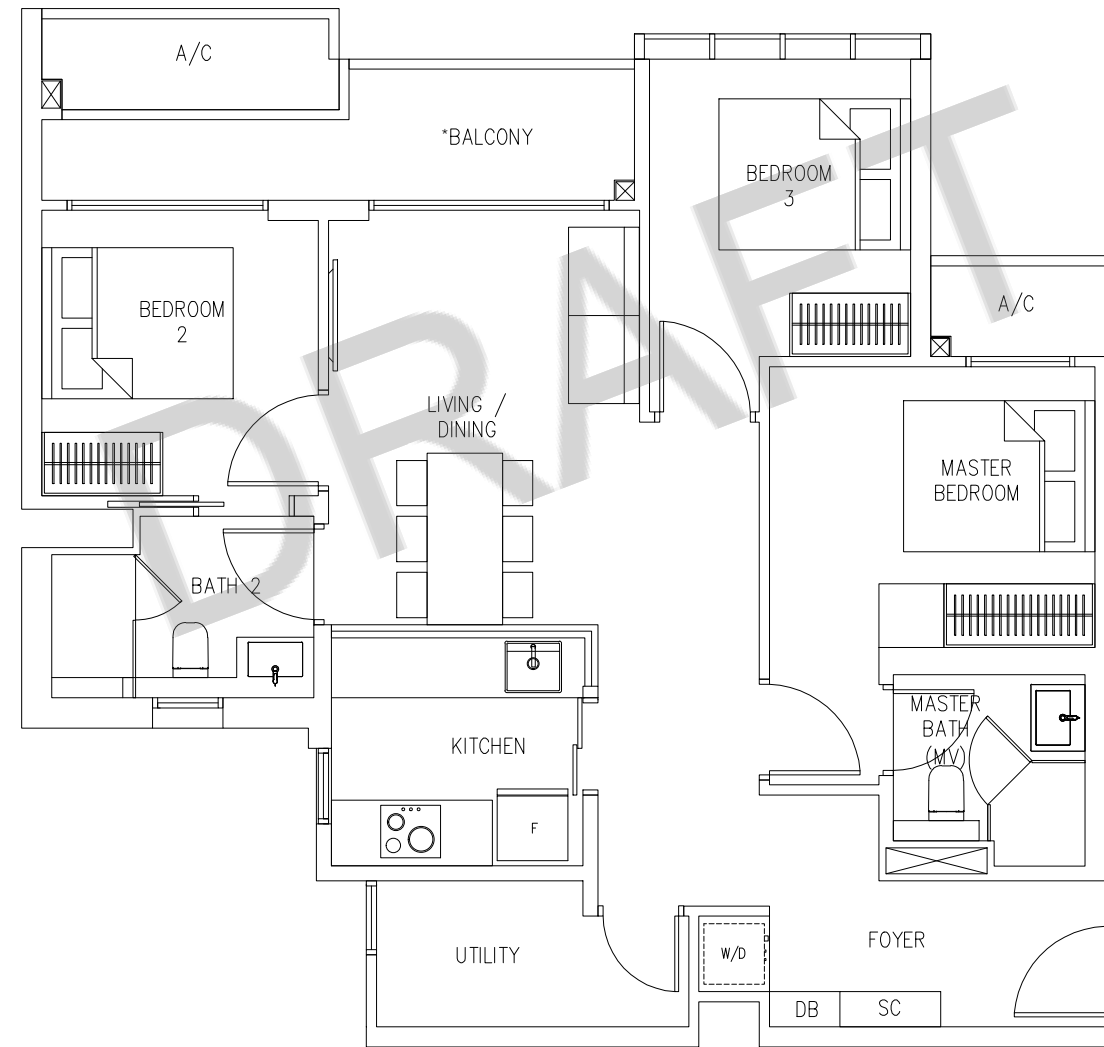 A/C
*BALCONY
BEDROOM
3
A/C
BEDROOM
2
LIVING /
DINING
MASTER
BEDROOM
BATH 2
MASTER
BATH
(MV)
KITCHEN
F
UTILITY
W/D
FOYER
DB
SC
DRAFT